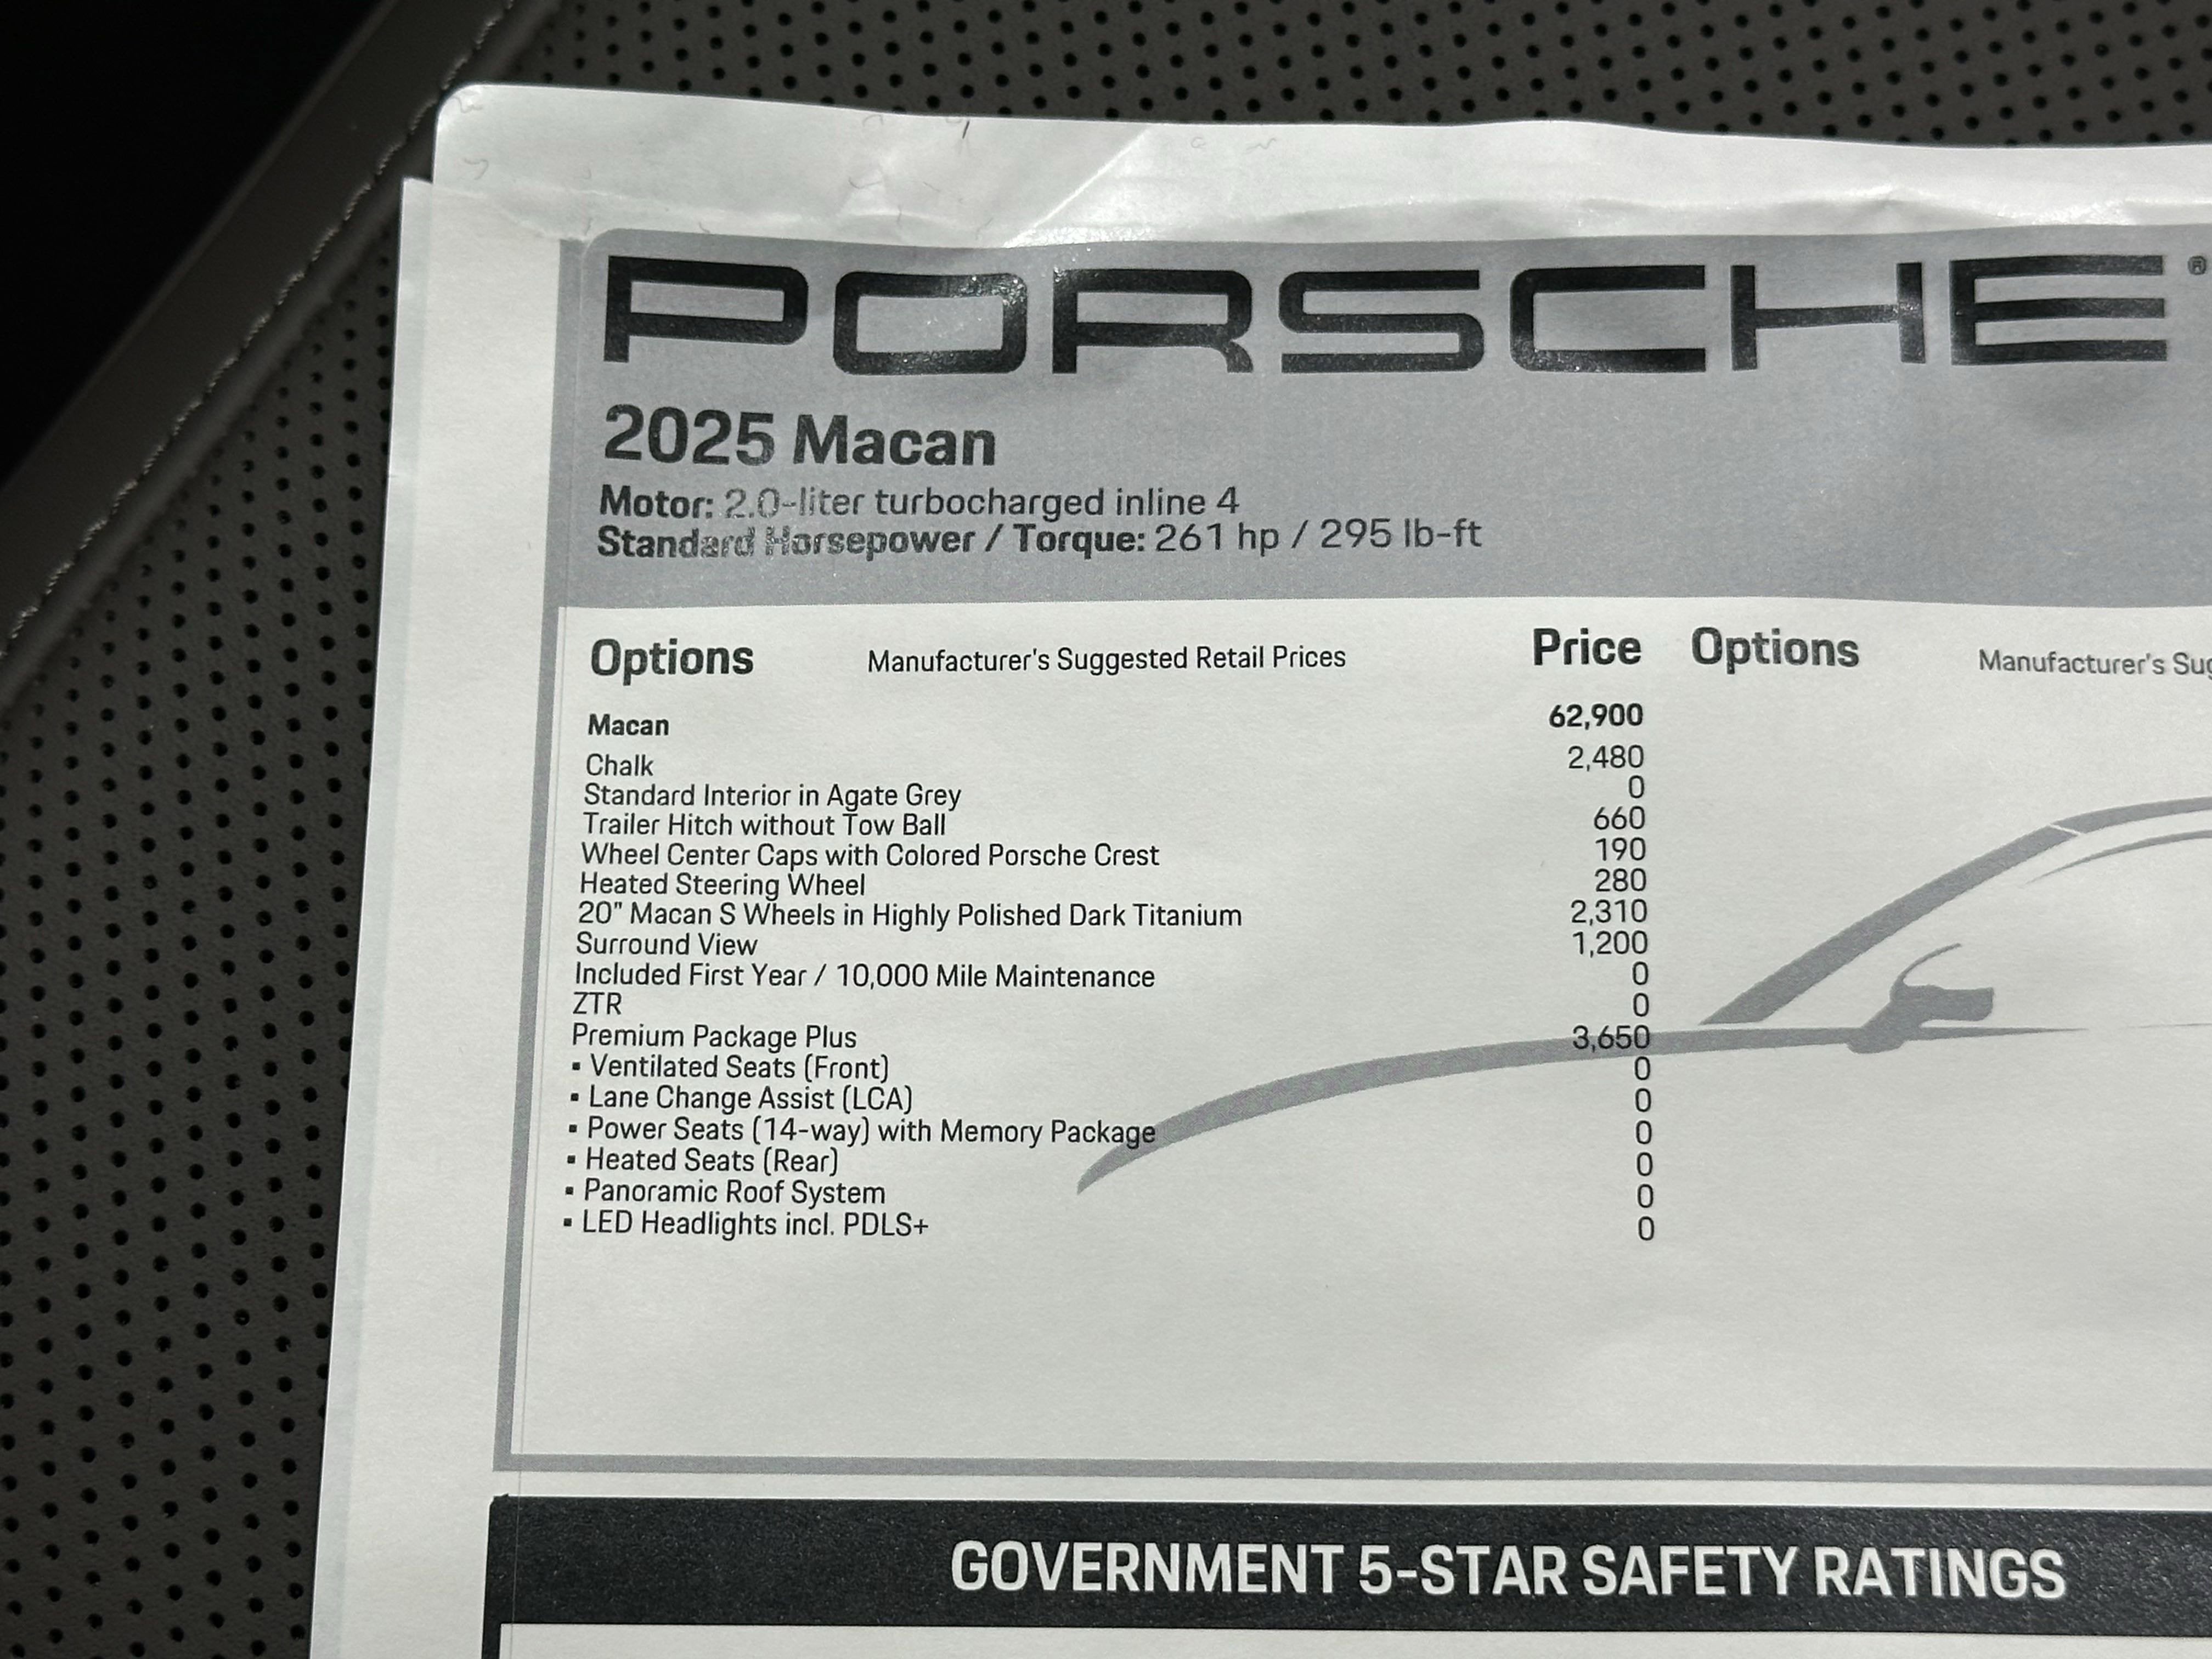 PORSCHE®
2025 Macan
Motor: 2.0-liter turbocharged inline 4
Standard Horsepower / Torque: 261 hp / 295 lb-ft
Options Manufacturer's Suggested Retail Prices Price Options Manufacturer's
Macan 62,900
Chalk 2,480
Standard Interior in Agate Grey 0
Trailer Hitch without Tow Ball 660
Wheel Center Caps with Colored Porsche Crest 190
Heated Steering Wheel 280
20" Macan S Wheels in Highly Polished Dark Titanium 2,310
Surround View 1,200
Included First Year / 10,000 Mile Maintenance 0
ZTR 0
Premium Package Plus 3,650
▪ Ventilated Seats (Front) 0
▪ Lane Change Assist (LCA) 0
▪ Power Seats (14-way) with Memory Package 0
▪ Heated Seats (Rear) 0
▪ Panoramic Roof System 0
▪ LED Headlights incl. PDLS+ 0
GOVERNMENT 5-STAR SAFETY RATINGS